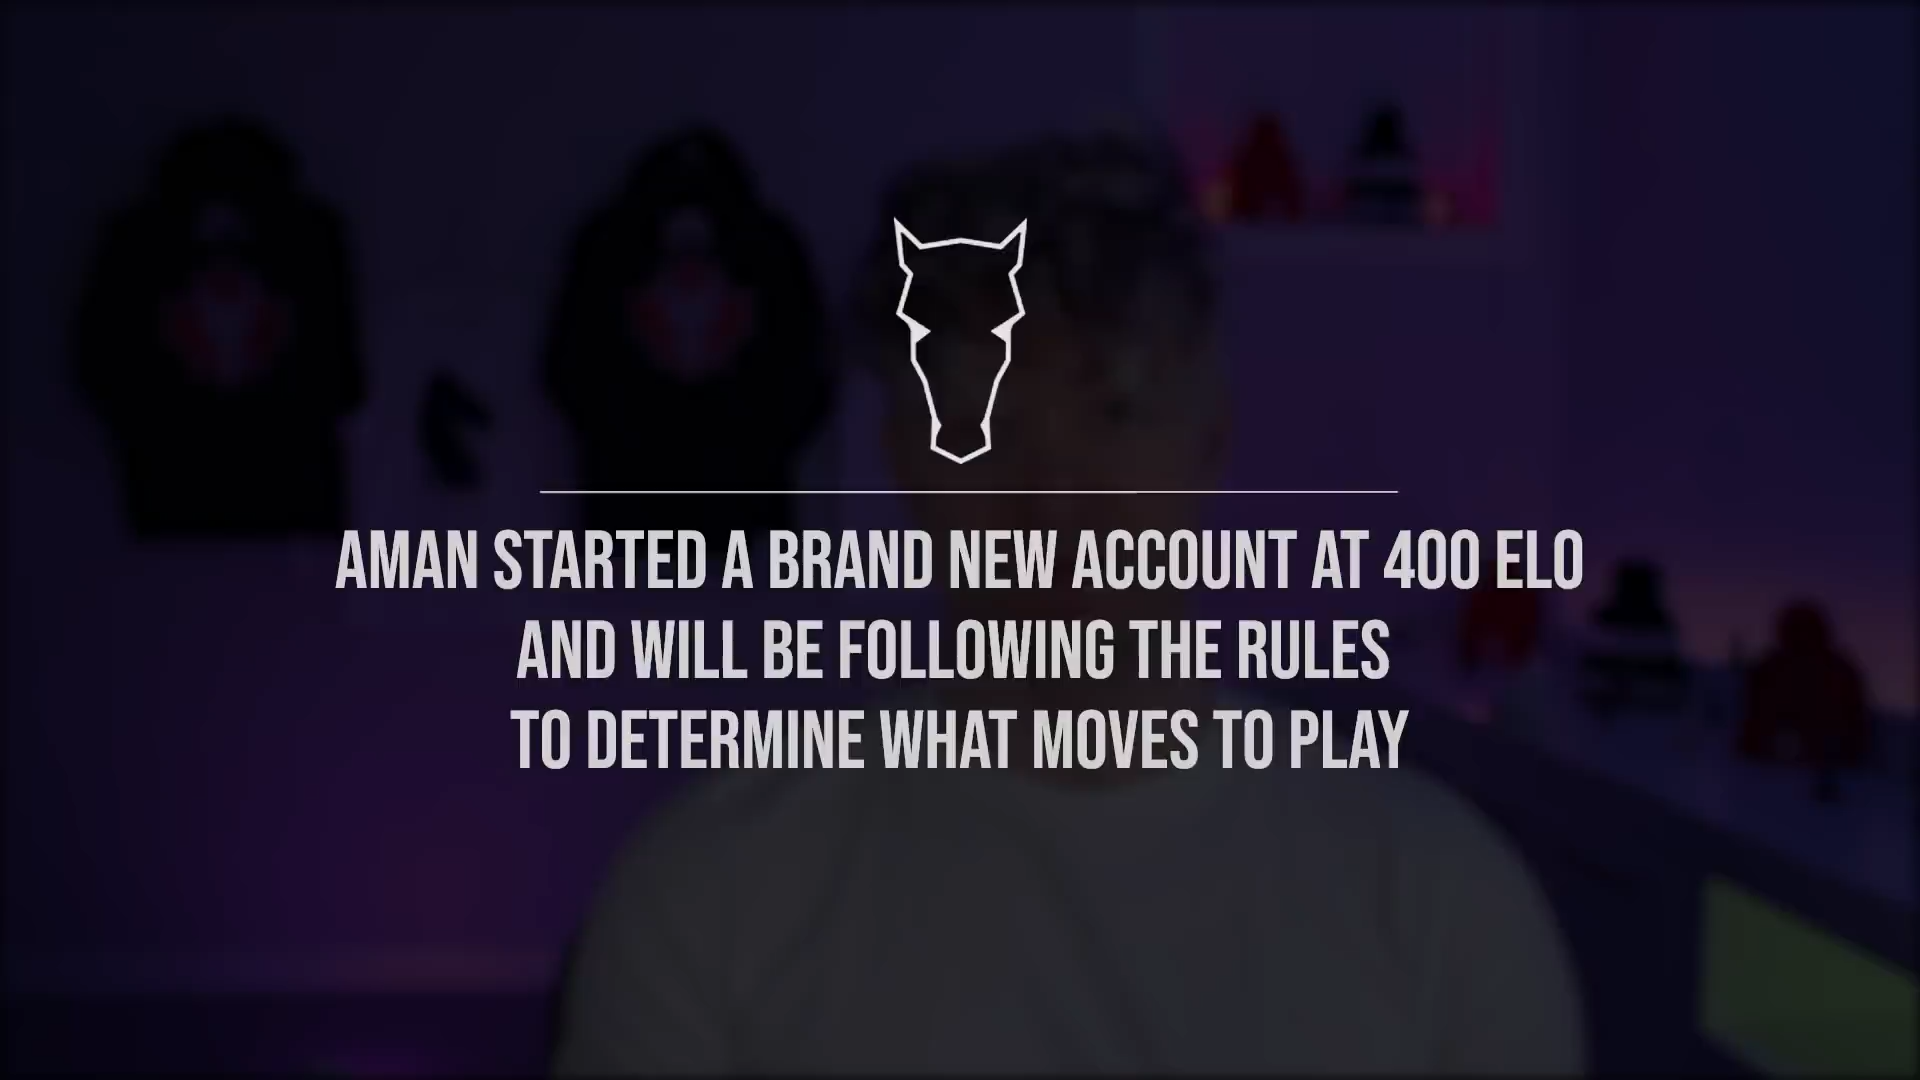 AMAN STARTED A BRAND NEW ACCOUNT AT 400 ELO
AND WILL BE FOLLOWING THE RULES
TO DETERMINE WHAT MOVES TO PLAY